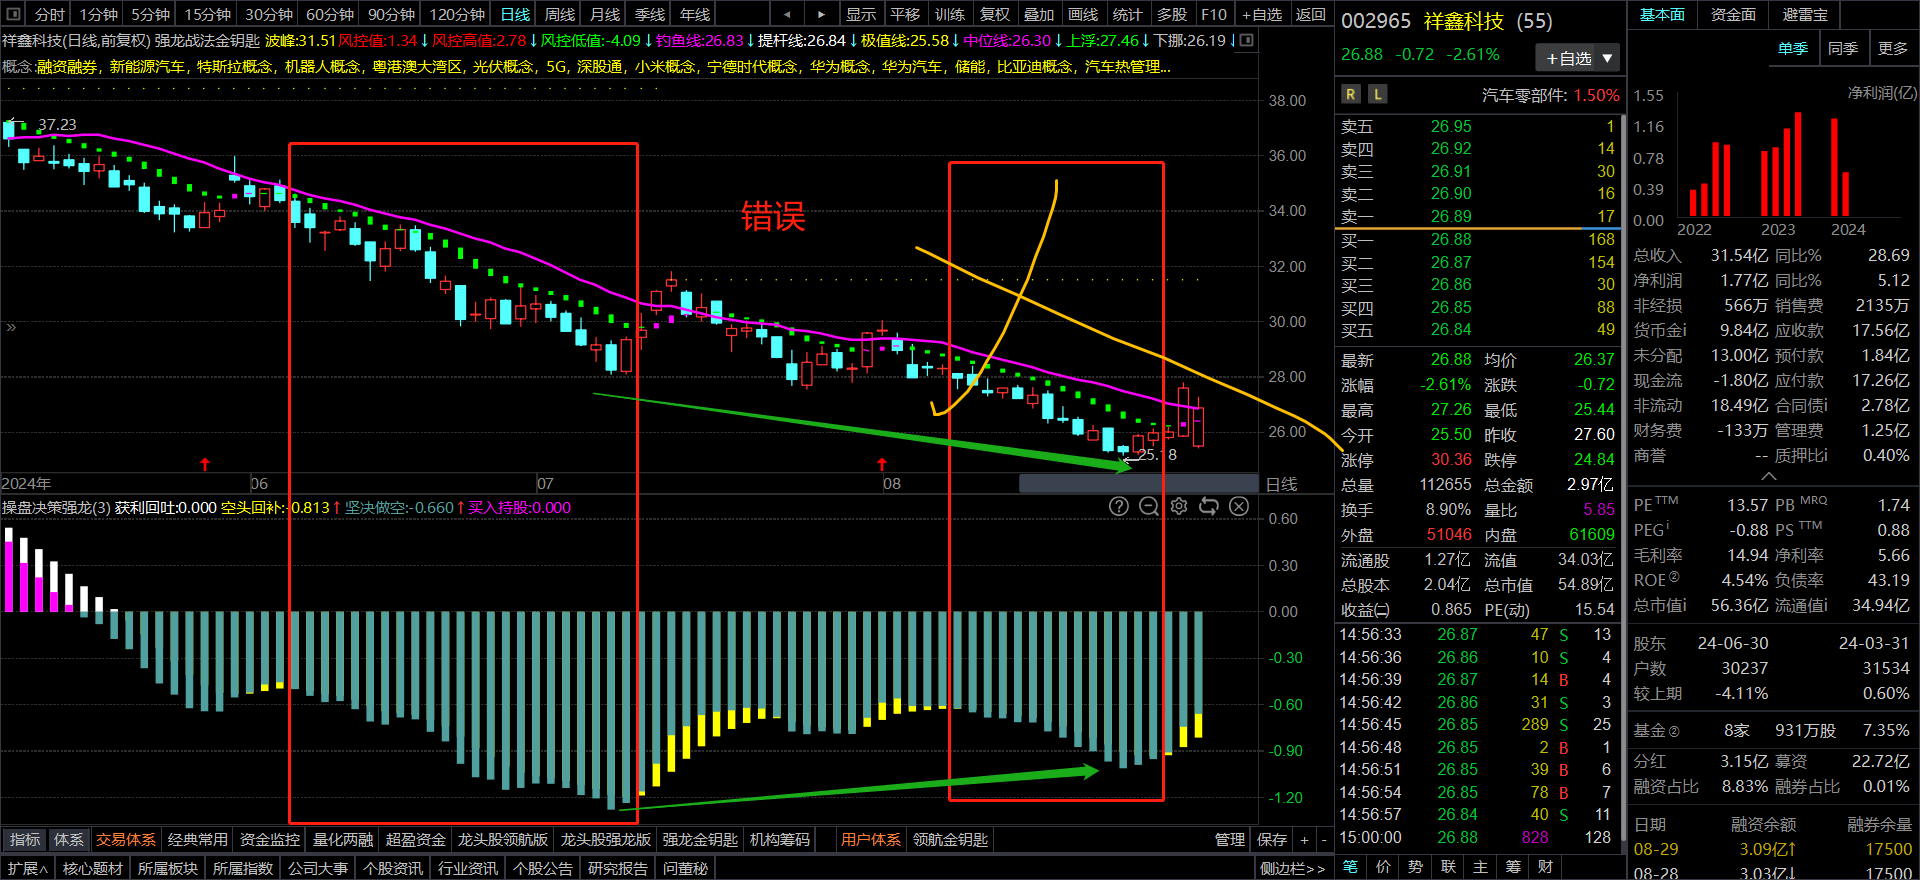 分时 1分钟 5分钟 15分钟 30分钟 60分钟 90分钟 120分钟 日线 周线 月线 季线 年线 显示 平移 训练 复权 叠加 画线 统计 多股 F10 +自选 返回
祥鑫科技(日线,前复权) 强龙战法金钥匙 波峰:31.51 风控值:1.34↓ 风控高值:2.78↓ 风控低值:-4.09↓ 钓鱼线:26.83↓ 提杆线:26.84↓ 极值线:25.58↓ 中位线:26.30↓ 上浮:27.46↓ 下挪:26.19↓
概念:融资融券, 新能源汽车, 特斯拉概念, 机器人概念, 粤港澳大湾区, 光伏概念, 5G, 深股通, 小米概念, 宁德时代概念, 华为概念, 华为汽车, 储能, 比亚迪概念, 汽车热管理...
37.23
错误
25.18
38.00
36.00
34.00
32.00
30.00
28.00
26.00
2024年 06 07 08 日线
操盘决策强龙(3) 获利回吐:0.000 空头回补:-0.813↑ 坚决做空:-0.660↑ 买入持股:0.000
0.60
0.30
0.00
-0.30
-0.60
-0.90
-1.20
指标 体系 交易体系 经典常用 资金监控 量化两融 超盈资金 龙头股领航版 龙头股强龙版 强龙金钥匙 机构筹码 用户体系 领航金钥匙 管理 保存 + -
扩展∧ 核心题材 所属板块 所属指数 公司大事 个股资讯 行业资讯 个股公告 研究报告 问董秘 侧边栏>>
002965 祥鑫科技 (55)
26.88 -0.72 -2.61% +自选 ▼
R L 汽车零部件: 1.50%
卖五 26.95 1
卖四 26.92 14
卖三 26.91 30
卖二 26.90 16
卖一 26.89 17
买一 26.88 168
买二 26.87 154
买三 26.86 30
买四 26.85 88
买五 26.84 49
最新 26.88 均价 26.37
涨幅 -2.61% 涨跌 -0.72
最高 27.26 最低 25.44
今开 25.50 昨收 27.60
涨停 30.36 跌停 24.84
总量 112655 总金额 2.97亿
换手 8.90% 量比 5.85
外盘 51046 内盘 61609
流通股 1.27亿 流值 34.03亿
总股本 2.04亿 总市值 54.89亿
收益㈡ 0.865 PE(动) 15.54
14:56:33 26.87 47 S 13
14:56:36 26.86 10 S 4
14:56:39 26.87 14 B 4
14:56:42 26.86 31 S 3
14:56:45 26.85 289 S 25
14:56:48 26.85 2 B 1
14:56:51 26.85 39 B 6
14:56:54 26.85 78 B 7
14:56:57 26.84 40 S 11
15:00:00 26.88 828 128
笔 价 势 联 主 筹 财
基本面 资金面 避雷宝
单季 同季 更多
净利润(亿)
1.55
1.16
0.78
0.39
0.00
2022 2023 2024
总收入 31.54亿 同比% 28.69
净利润 1.77亿 同比% 5.12
非经损 566万 销售费 2135万
货币金i 9.84亿 应收款 17.56亿
未分配 13.00亿 预付款 1.84亿
现金流 -1.80亿 应付款 17.26亿
非流动 18.49亿 合同债i 2.78亿
财务费 -133万 管理费 1.25亿
商誉 -- 质押比i 0.40%
PE TTM 13.57 PB MRQ 1.74
PEG i -0.88 PS TTM 0.88
毛利率 14.94 净利率 5.66
ROE② 4.54% 负债率 43.19
总市值i 56.36亿 流通值i 34.94亿
股东 24-06-30 24-03-31
户数 30237 31534
较上期 -4.11% 0.60%
基金② 8家 931万股 7.35%
分红 3.15亿 募资 22.72亿
融资占比 8.83% 融券占比 0.01%
日期 融资余额 融券余量
08-29 3.09亿↑ 17500
08-28 3.03亿↓ 17500